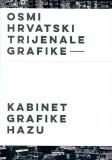 OSMI
HRVATSKI
TRIJENALE
GRAFIKE —
KABINET
GRAFIKE
HAZU